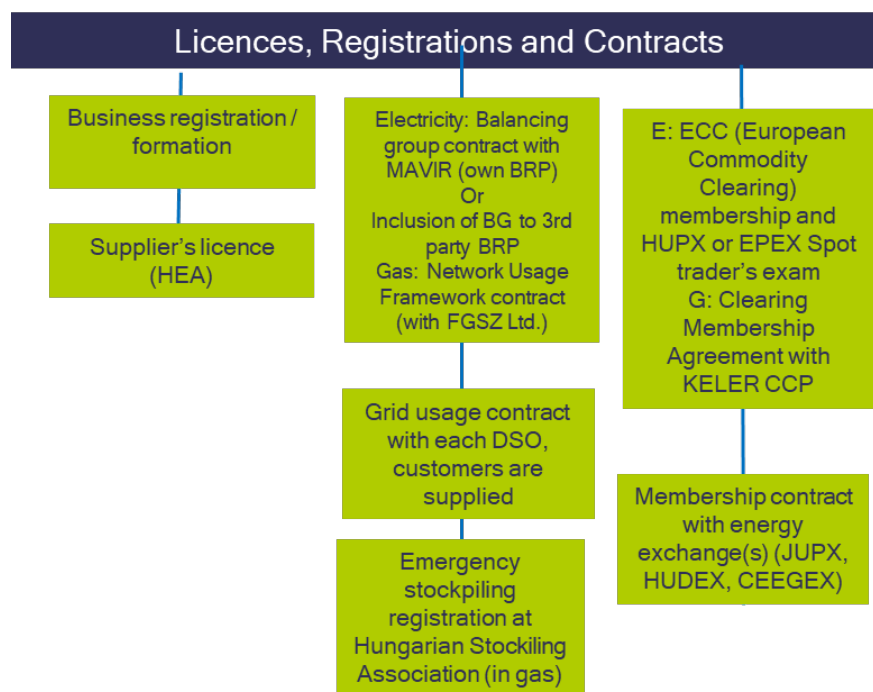 Licences, Registrations and Contracts
Business registration /
formation
Supplier's licence
(HEA)
Electricity: Balancing
group contract with
MAVIR (own BRP)
Or
Inclusion of BG to 3rd
party BRP
Gas: Network Usage
Framework contract
(with FGSZ Ltd.)
Grid usage contract
with each DSO,
customers are
supplied
Emergency
stockpiling
registration at
Hungarian Stockiling
Association (in gas)
E: ECC (European
Commodity
Clearing)
membership and
HUPX or EPEX Spot
trader's exam
G: Clearing
Membership
Agreement with
KELER CCP
Membership contract
with energy
exchange(s) (JUPX,
HUDEX, CEEGEX)